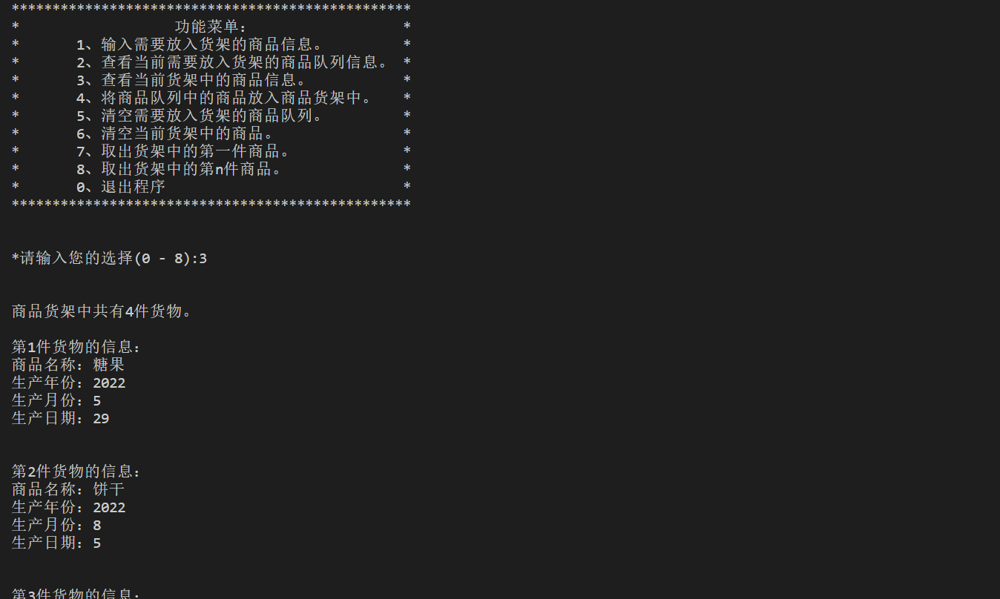 *************************************************
* 功能菜单： *
* 1、输入需要放入货架的商品信息。 *
* 2、查看当前需要放入货架的商品队列信息。 *
* 3、查看当前货架中的商品信息。 *
* 4、将商品队列中的商品放入商品货架中。 *
* 5、清空需要放入货架的商品队列。 *
* 6、清空当前货架中的商品。 *
* 7、取出货架中的第一件商品。 *
* 8、取出货架中的第n件商品。 *
* 0、退出程序 *
*************************************************
*请输入您的选择(0 - 8):3
商品货架中共有4件货物。
第1件货物的信息：
商品名称：糖果
生产年份：2022
生产月份：5
生产日期：29
第2件货物的信息：
商品名称：饼干
生产年份：2022
生产月份：8
生产日期：5
第3件货物的信息：